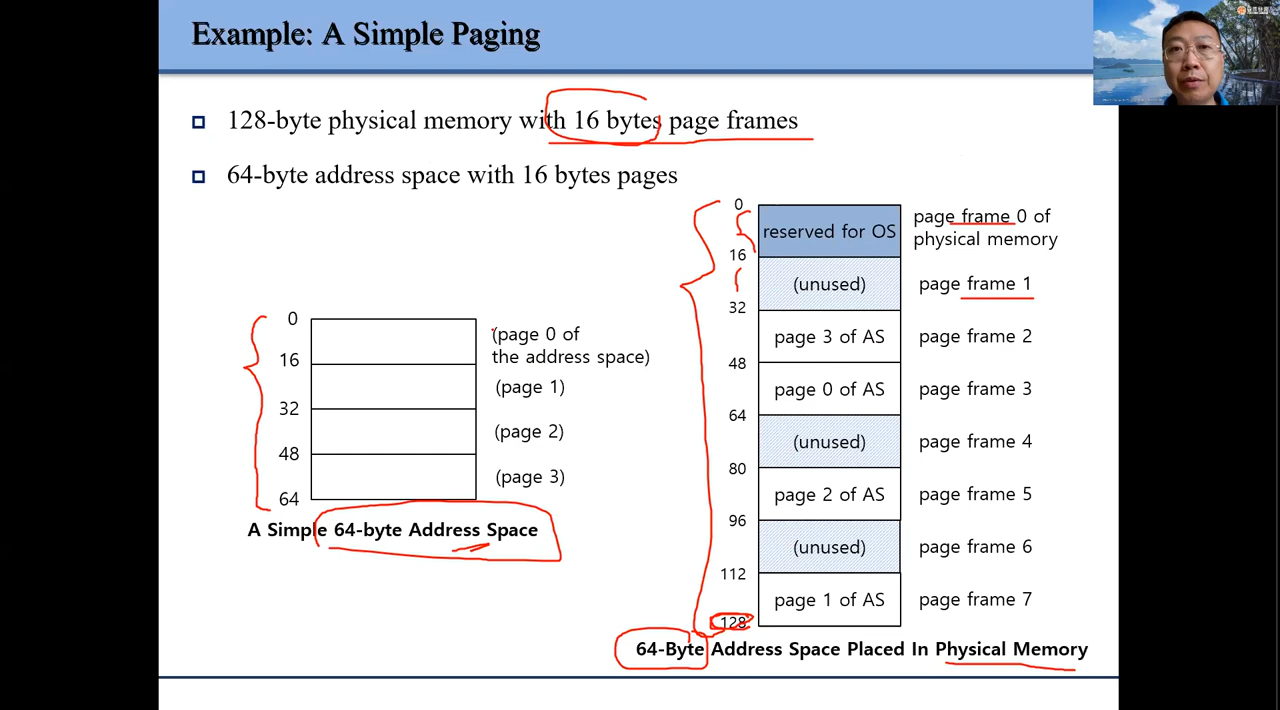 Example: A Simple Paging
128-byte physical memory with 16 bytes page frames
64-byte address space with 16 bytes pages
0
16
32
48
64
(page 0 of
the address space)
(page 1)
(page 2)
(page 3)
A Simple 64-byte Address Space
0
16
32
48
64
80
96
112
128
reserved for OS
(unused)
page 3 of AS
page 0 of AS
(unused)
page 2 of AS
(unused)
page 1 of AS
page frame 0 of
physical memory
page frame 1
page frame 2
page frame 3
page frame 4
page frame 5
page frame 6
page frame 7
64-Byte Address Space Placed In Physical Memory